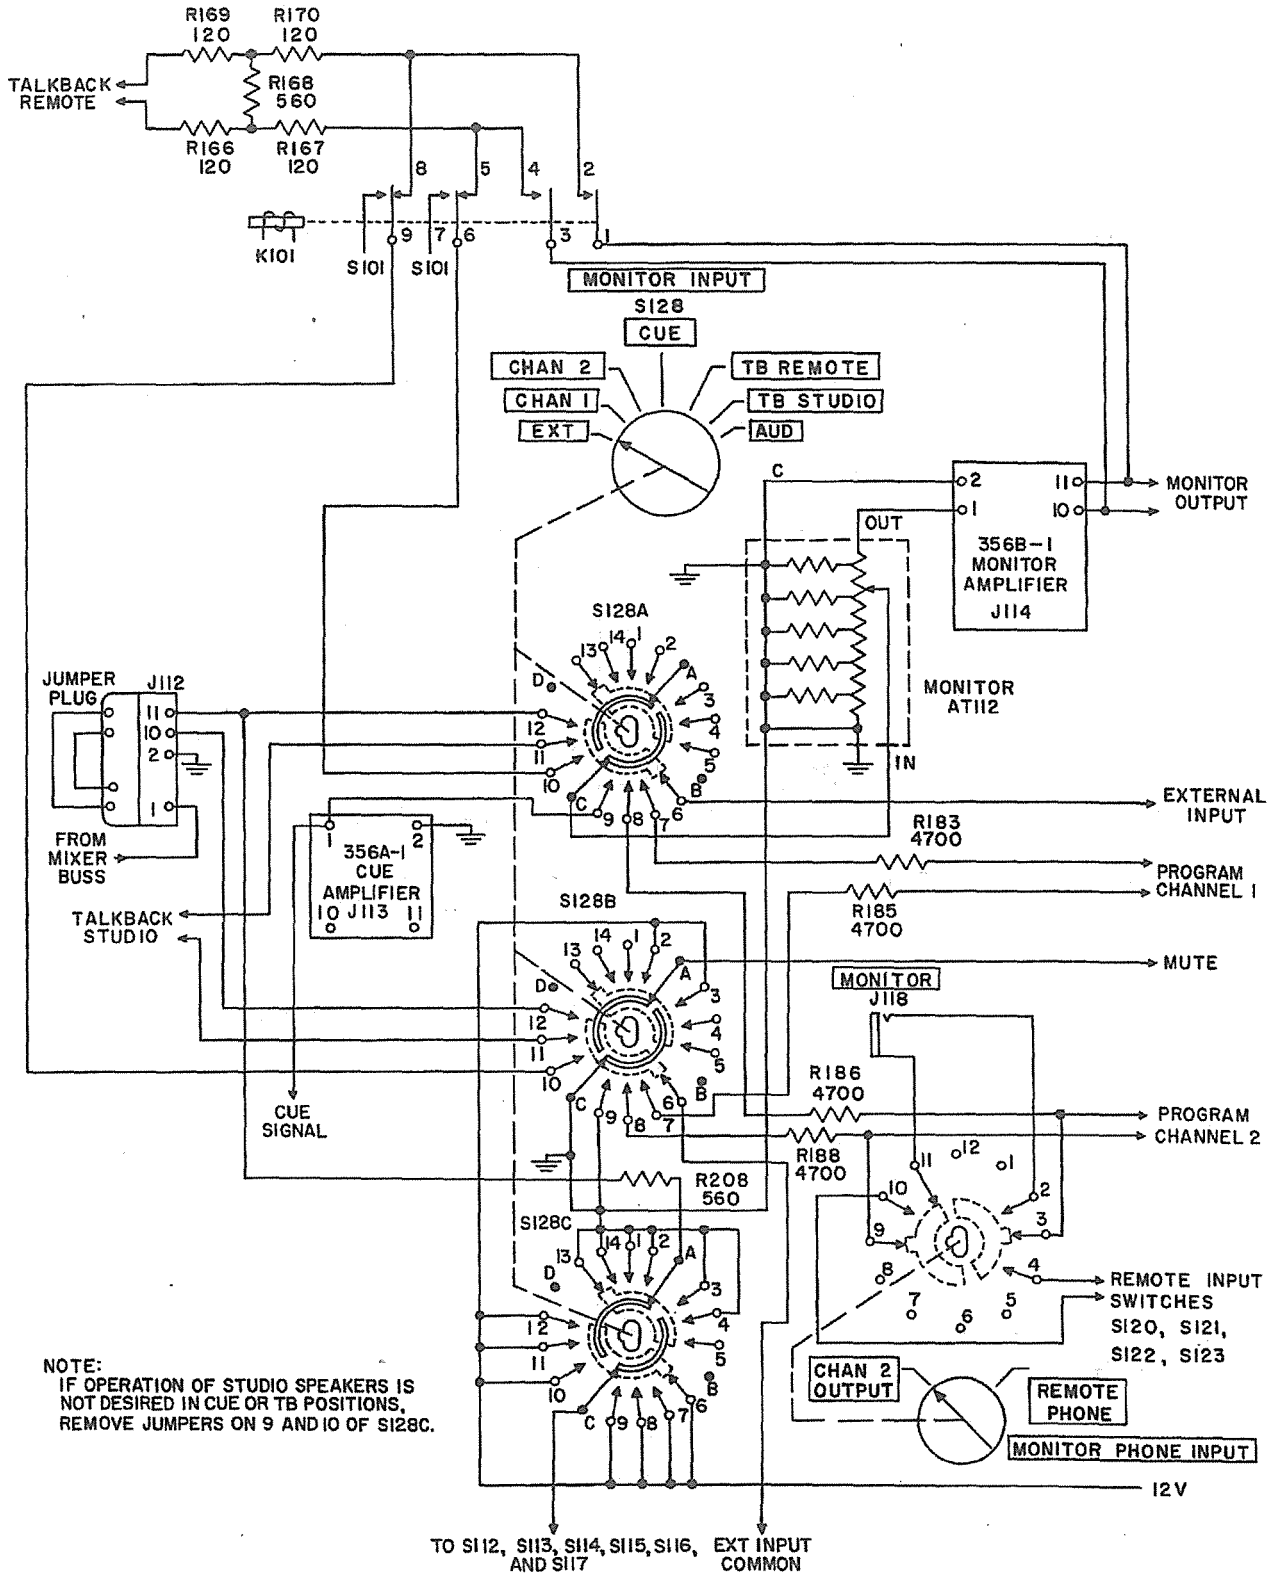 R169
120
R170
120
TALKBACK
REMOTE
R168
560
R166
120
R167
120
8
5
4
2
K101
9
7
6
3
1
S101
S101
MONITOR INPUT
S128
CUE
CHAN 2
TB REMOTE
CHAN 1
TB STUDIO
EXT
AUD
C
2
11
MONITOR
OUTPUT
1
10
OUT
356B-1
MONITOR
AMPLIFIER
J114
MONITOR
AT112
IN
S128A
13
14
1
2
A
D
3
4
5
B
6
7
8
9
C
10
11
12
JUMPER
PLUG
J112
11
10
2
1
FROM
MIXER
BUSS
EXTERNAL
INPUT
R183
4700
1
2
356A-1
CUE
AMPLIFIER
10
J113
11
PROGRAM
CHANNEL 1
R185
4700
TALKBACK
STUDIO
S128B
13
14
1
2
A
D
3
4
5
B
6
7
8
9
C
10
11
12
MUTE
MONITOR
J118
CUE
SIGNAL
R186
4700
PROGRAM
CHANNEL 2
R188
4700
R208
560
12
11
1
10
2
9
3
8
4
7
6
5
REMOTE INPUT
SWITCHES
S120, S121,
S122, S123
S128C
13
14
1
2
A
D
3
4
5
B
6
7
8
9
C
10
11
12
NOTE:
IF OPERATION OF STUDIO SPEAKERS IS
NOT DESIRED IN CUE OR TB POSITIONS,
REMOVE JUMPERS ON 9 AND 10 OF S128C.
CHAN 2
OUTPUT
REMOTE
PHONE
MONITOR PHONE INPUT
12V
TO S112, S113, S114, S115, S116,
AND S117
EXT INPUT
COMMON